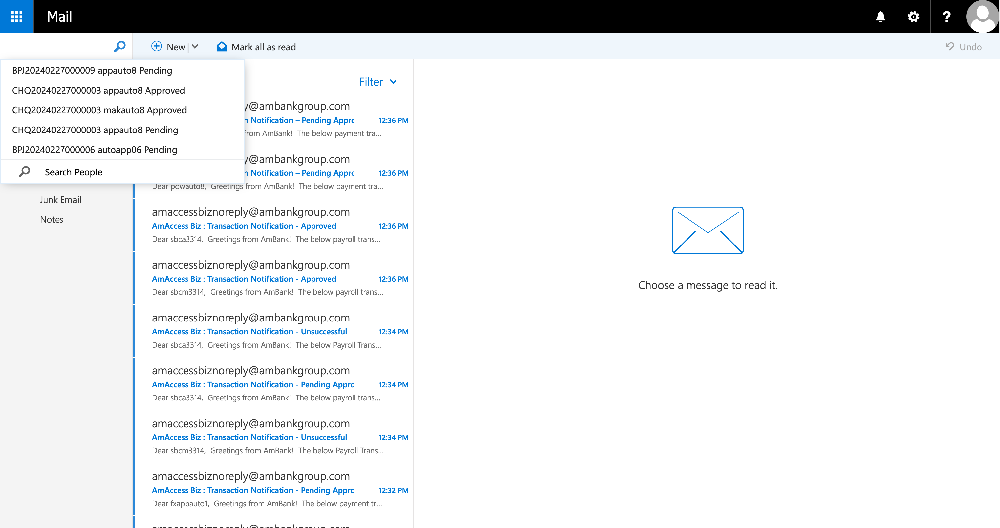 Mail
?
New | Mark all as read
Undo
BPJ20240227000009 appauto8 Pending
CHQ20240227000003 appauto8 Approved
CHQ20240227000003 makauto8 Approved
CHQ20240227000003 appauto8 Pending
BPJ20240227000006 autoapp06 Pending
Search People
Junk Email
Notes
Filter
y@ambankgroup.com
n Notification – Pending Appro 12:36 PM
from AmBank! The below payment tra...
y@ambankgroup.com
n Notification – Pending Appro 12:36 PM
Dear powauto8, Greetings from AmBank! The below payment tra...
amaccessbiznoreply@ambankgroup.com
AmAccess Biz : Transaction Notification - Approved 12:36 PM
Dear sbca3314, Greetings from AmBank! The below payroll trans...
amaccessbiznoreply@ambankgroup.com
AmAccess Biz : Transaction Notification - Approved 12:36 PM
Dear sbcm3314, Greetings from AmBank! The below payroll trans...
amaccessbiznoreply@ambankgroup.com
AmAccess Biz : Transaction Notification - Unsuccessful 12:34 PM
Dear sbca3314, Greetings from AmBank! The below Payroll Trans...
amaccessbiznoreply@ambankgroup.com
AmAccess Biz : Transaction Notification - Pending Appro 12:34 PM
Dear sbca3314, Greetings from AmBank! The below payroll trans...
amaccessbiznoreply@ambankgroup.com
AmAccess Biz : Transaction Notification - Unsuccessful 12:34 PM
Dear sbcm3314, Greetings from AmBank! The below Payroll Trans...
amaccessbiznoreply@ambankgroup.com
AmAccess Biz : Transaction Notification - Pending Appro 12:32 PM
Dear fxappauto1, Greetings from AmBank! The below payment tr...
Choose a message to read it.